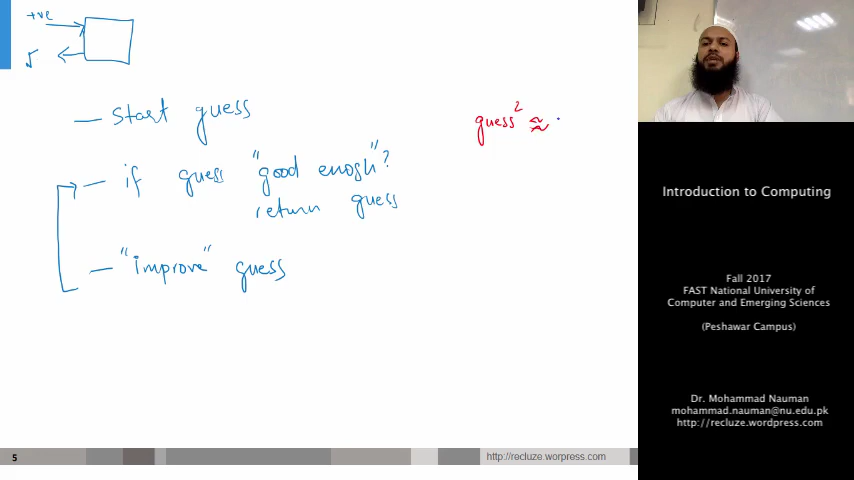 +ve
√
— start guess
guess² ≈
— if guess "good enogh"?
return guess
— "improve" guess
5
http://recluze.worpress.com
Introduction to Computing
Fall 2017
FAST National University of
Computer and Emerging Sciences
(Peshawar Campus)
Dr. Mohammad Nauman
mohammad.nauman@nu.edu.pk
http://recluze.wordpress.com